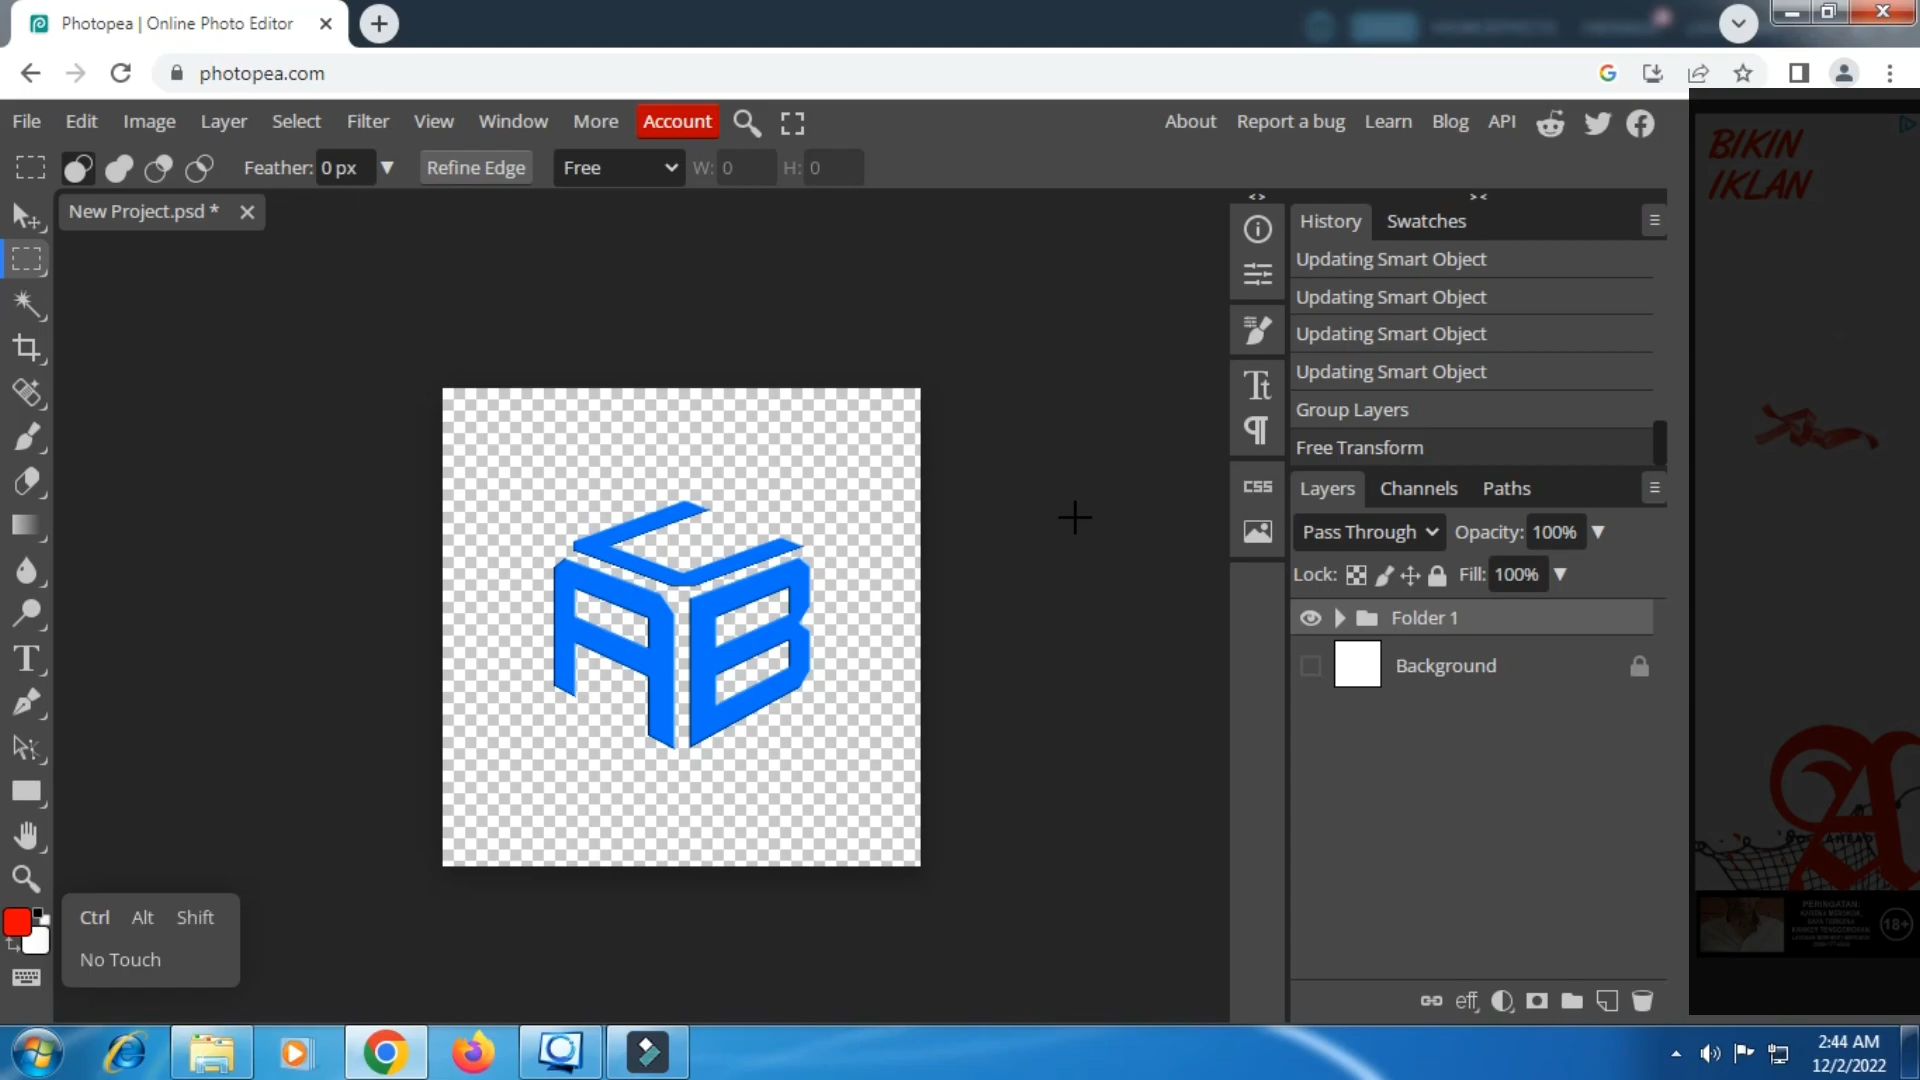 Photopea | Online Photo Editor
photopea.com
File Edit Image Layer Select Filter View Window More Account
About Report a bug Learn Blog API
Feather: 0 px Refine Edge Free W: 0 H: 0
New Project.psd *
History Swatches
Updating Smart Object
Updating Smart Object
Updating Smart Object
Updating Smart Object
Group Layers
Free Transform
CSS
Layers Channels Paths
Pass Through Opacity: 100%
Lock: Fill: 100%
Folder 1
Background
eff
C
A B
Ctrl Alt Shift
No Touch
BIKIN
IKLAN
PERINGATAN:
18+
2:44 AM
12/2/2022